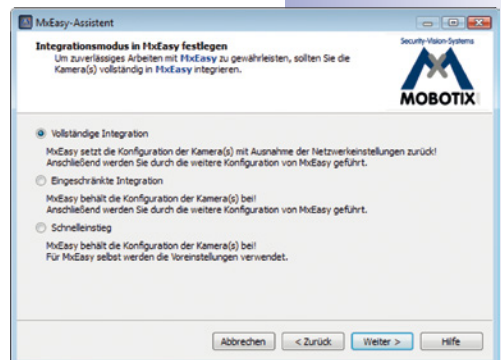 MxEasy-Assistent
Integrationsmodus in MxEasy festlegen
Um zuverlässiges Arbeiten mit MxEasy zu gewährleisten, sollten Sie die
Kamera(s) vollständig in MxEasy integrieren.
Security-Vision-Systems
MOBOTIX
Vollständige Integration
MxEasy setzt die Konfiguration der Kamera(s) mit Ausnahme der Netzwerkeinstellungen zurück!
Anschließend werden Sie durch die weitere Konfiguration von MxEasy geführt.
Eingeschränkte Integration
MxEasy behält die Konfiguration der Kamera(s) bei!
Anschließend werden Sie durch die weitere Konfiguration von MxEasy geführt.
Schnelleinstieg
MxEasy behält die Konfiguration der Kamera(s) bei!
Für MxEasy selbst werden die Voreinstellungen verwendet.
Abbrechen
< Zurück
Weiter >
Hilfe